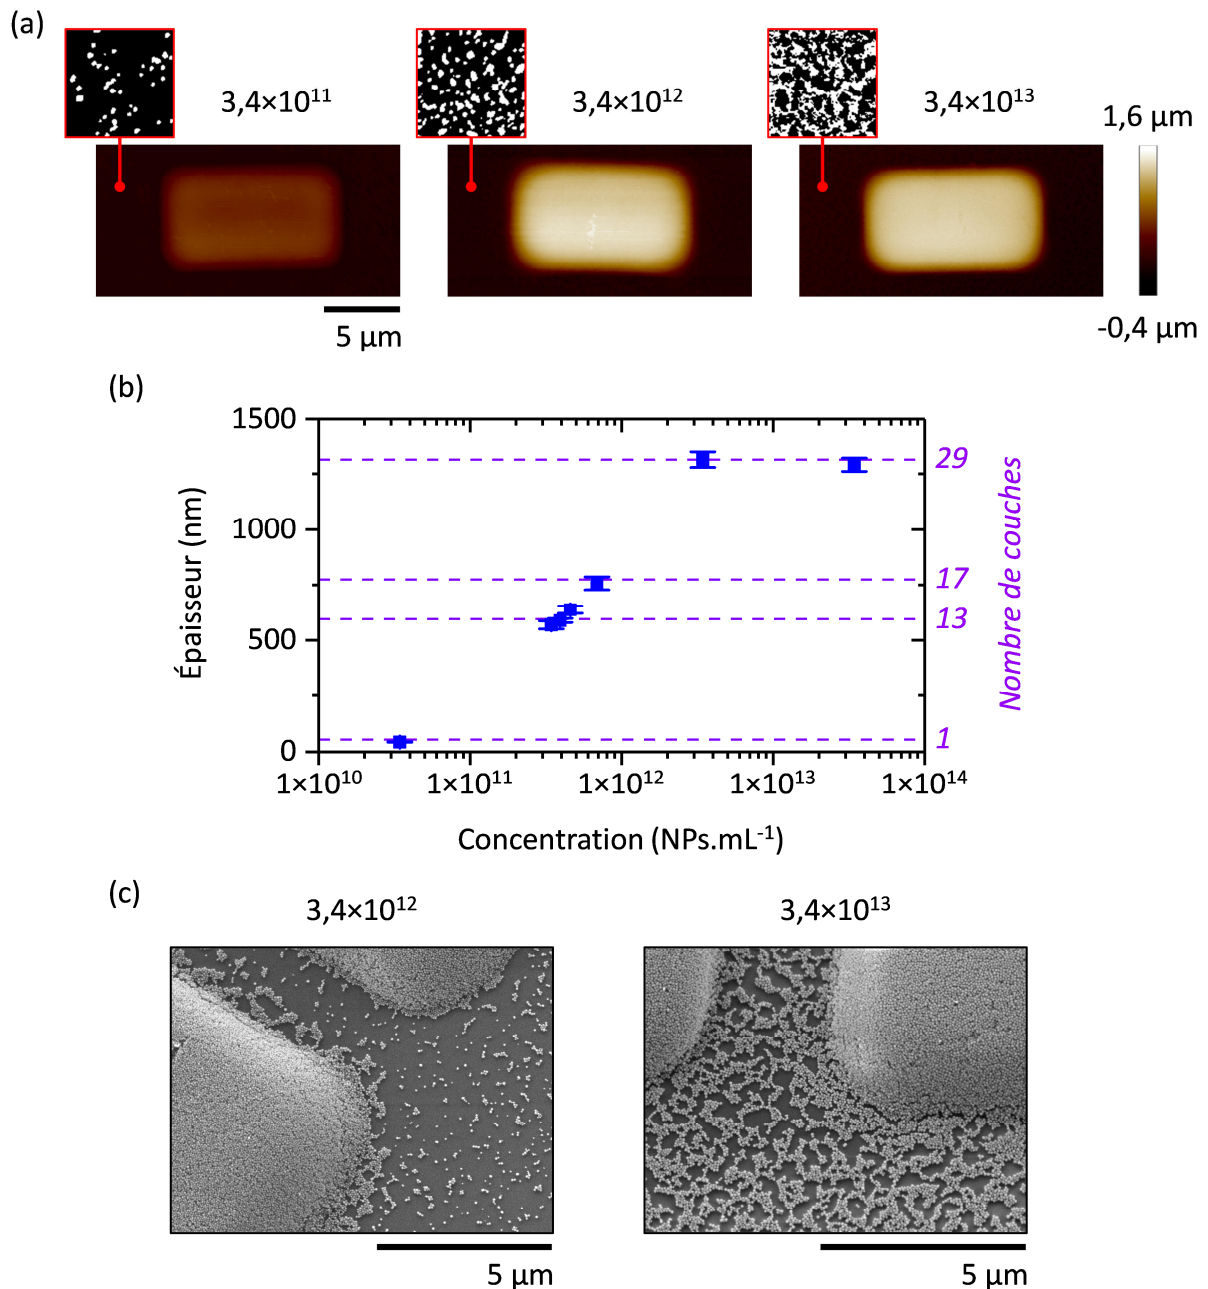 (a)
3,4×10¹¹
3,4×10¹²
3,4×10¹³
1,6 µm
-0,4 µm
5 µm
(b)
1500
1000
500
0
Épaisseur (nm)
29
17
13
1
Nombre de couches
1×10¹⁰
1×10¹¹
1×10¹²
1×10¹³
1×10¹⁴
Concentration (NPs.mL⁻¹)
(c)
3,4×10¹²
3,4×10¹³
5 µm
5 µm